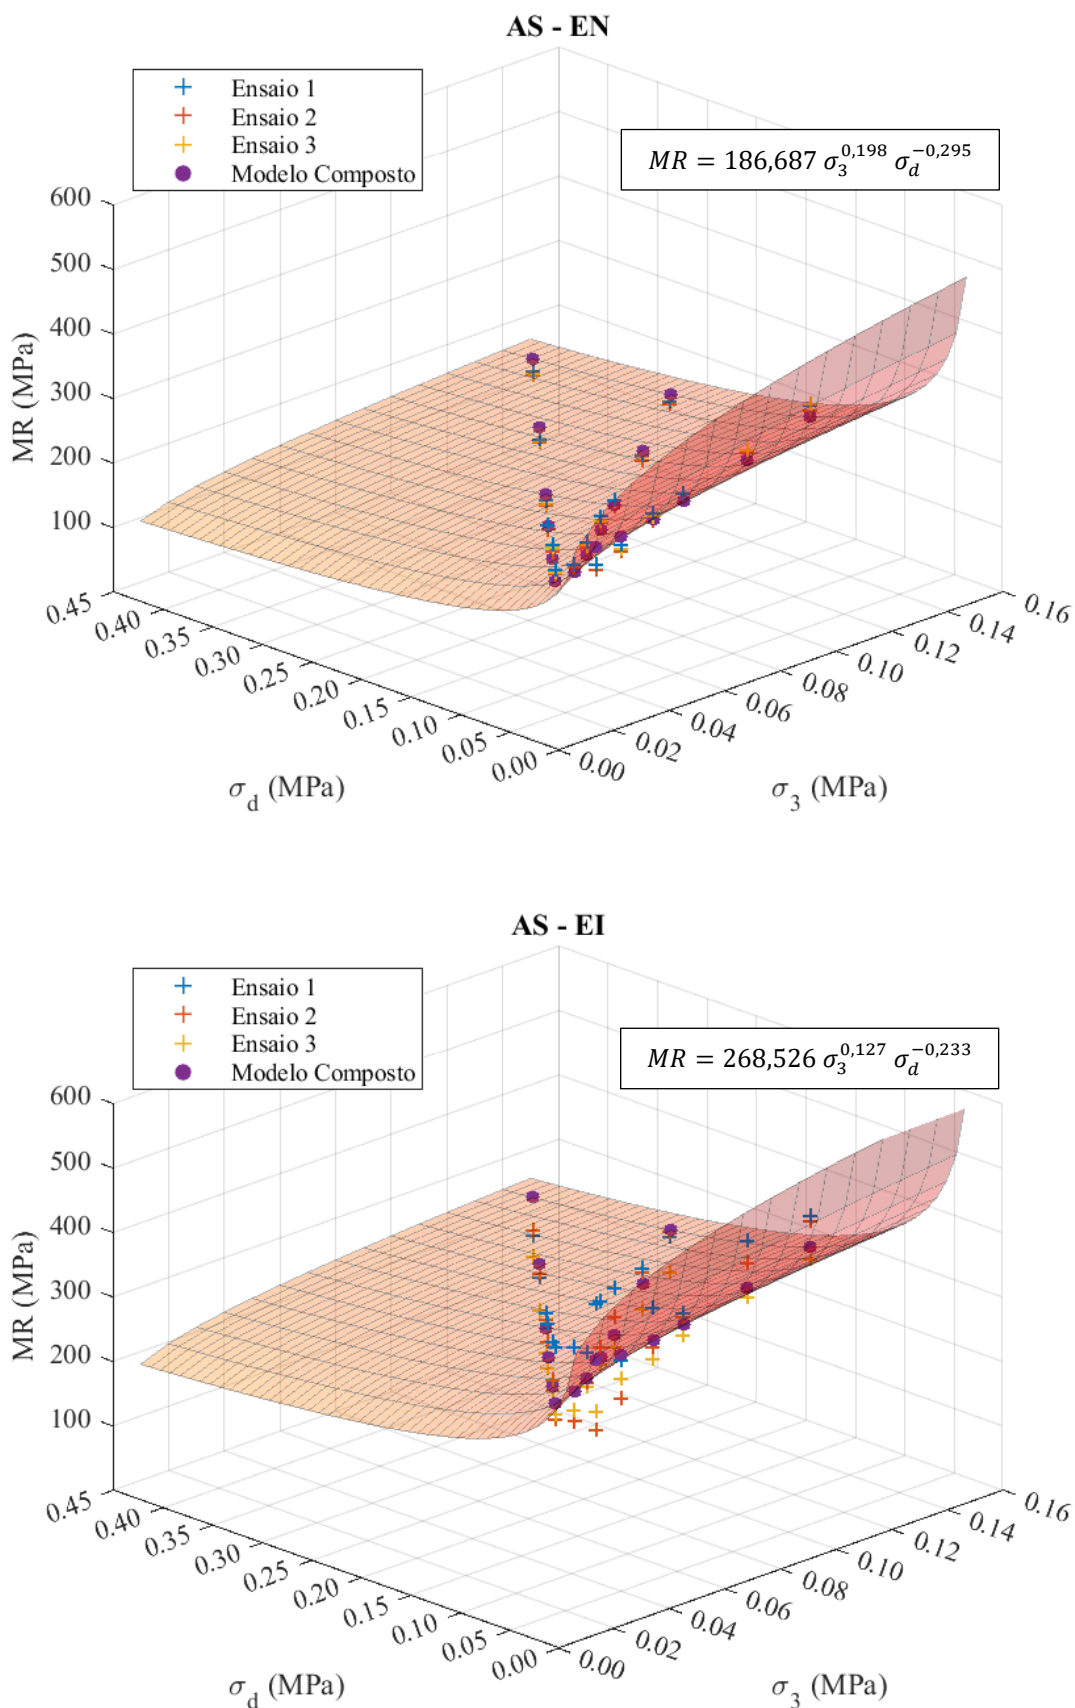 AS - EN
Ensaio 1
Ensaio 2
Ensaio 3
Modelo Composto
MR = 186,687 σ₃^0,198 σ_d^−0,295
600
500
400
300
200
100
MR (MPa)
0.45
0.40
0.35
0.30
0.25
0.20
0.15
0.10
0.05
0.00
σ_d (MPa)
0.00
0.02
0.04
0.06
0.08
0.10
0.12
0.14
0.16
σ₃ (MPa)
AS - EI
Ensaio 1
Ensaio 2
Ensaio 3
Modelo Composto
MR = 268,526 σ₃^0,127 σ_d^−0,233
600
500
400
300
200
100
MR (MPa)
0.45
0.40
0.35
0.30
0.25
0.20
0.15
0.10
0.05
0.00
σ_d (MPa)
0.00
0.02
0.04
0.06
0.08
0.10
0.12
0.14
0.16
σ₃ (MPa)